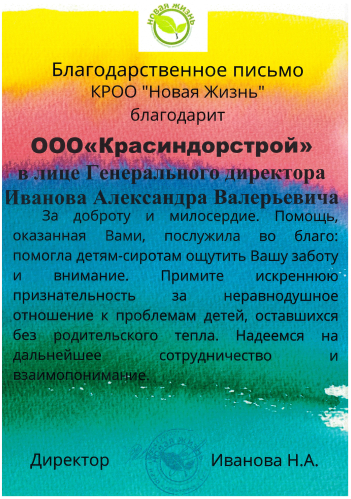 новая жизнь
Благодарственное письмо
КРОО "Новая Жизнь"
благодарит
ООО«Красиндорстрой»
в лице Генерального директора
Иванова Александра Валерьевича
За доброту и милосердие. Помощь,
оказанная Вами, послужила во благо:
помогла детям-сиротам ощутить Вашу заботу
и внимание. Примите искреннюю
признательность за неравнодушное
отношение к проблемам детей, оставшихся
без родительского тепла. Надеемся на
дальнейшее сотрудничество и
взаимопонимание.
Директор Иванова Н.А.